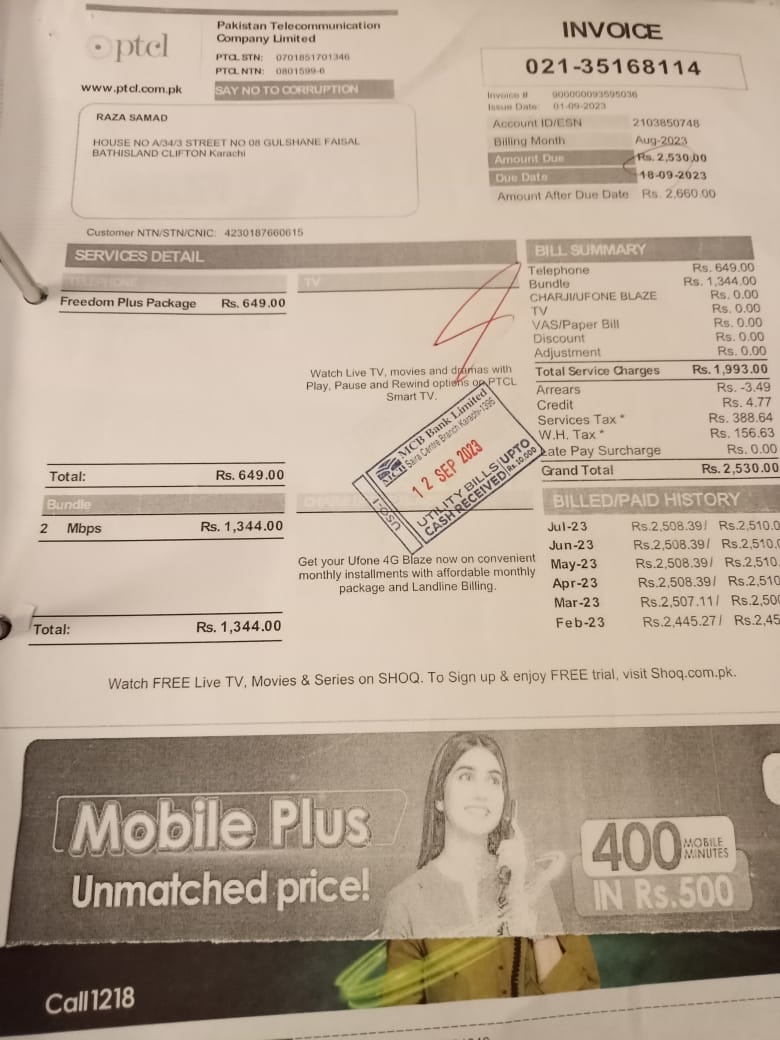 ptcl
Pakistan Telecommunication
Company Limited
PTCL STN: 0701851701346
PTCL NTN: 0801599-6
www.ptcl.com.pk
SAY NO TO CORRUPTION
INVOICE
021-35168114
Invoice # 900000093595036
Issue Date: 01-09-2023
Account ID/ESN 2103850748
Billing Month Aug-2023
Amount Due Rs. 2,530.00
Due Date 18-09-2023
Amount After Due Date Rs. 2,660.00
RAZA SAMAD
HOUSE NO A/34/3 STREET NO 08 GULSHANE FAISAL
BATHISLAND CLIFTON Karachi
Customer NTN/STN/CNIC: 4230187660615
SERVICES DETAIL
TELEPHONE
Freedom Plus Package Rs. 649.00
Total: Rs. 649.00
Bundle
2 Mbps Rs. 1,344.00
Total: Rs. 1,344.00
TV
Watch Live TV, movies and dramas with
Play, Pause and Rewind options on PTCL
Smart TV.
MCB Bank Limited
MCB Saira Centre Branch Karachi-1395
12 SEP 2023
UTILITY BILLS UPTO
CASH RECEIVED Rs.10,000
USO-1
Get your Ufone 4G Blaze now on convenient
monthly installments with affordable monthly
package and Landline Billing.
BILL SUMMARY
Telephone Rs. 649.00
Bundle Rs. 1,344.00
CHARJI/UFONE BLAZE Rs. 0.00
TV Rs. 0.00
VAS/Paper Bill Rs. 0.00
Discount Rs. 0.00
Adjustment Rs. 0.00
Total Service Charges Rs. 1,993.00
Arrears Rs. -3.49
Credit Rs. 4.77
Services Tax * Rs. 388.64
W.H. Tax * Rs. 156.63
Late Pay Surcharge Rs. 0.00
Grand Total Rs. 2,530.00
BILLED/PAID HISTORY
Jul-23 Rs.2,508.39/ Rs.2,510.0
Jun-23 Rs.2,508.39/ Rs.2,510.
May-23 Rs.2,508.39/ Rs.2,510.
Apr-23 Rs.2,508.39/ Rs.2,510
Mar-23 Rs.2,507.11/ Rs.2,50
Feb-23 Rs.2,445.27/ Rs.2,45
Watch FREE Live TV, Movies & Series on SHOQ. To Sign up & enjoy FREE trial, visit Shoq.com.pk.
Mobile Plus
Unmatched price!
400 MOBILE MINUTES
IN Rs.500
Call 1218